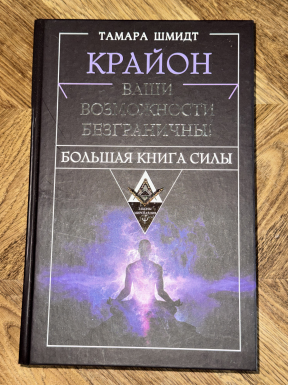 ТАМАРА ШМИДТ
КРАЙОН
ВАШИ
ВОЗМОЖНОСТИ
БЕЗГРАНИЧНЫ!
БОЛЬШАЯ КНИГА СИЛЫ